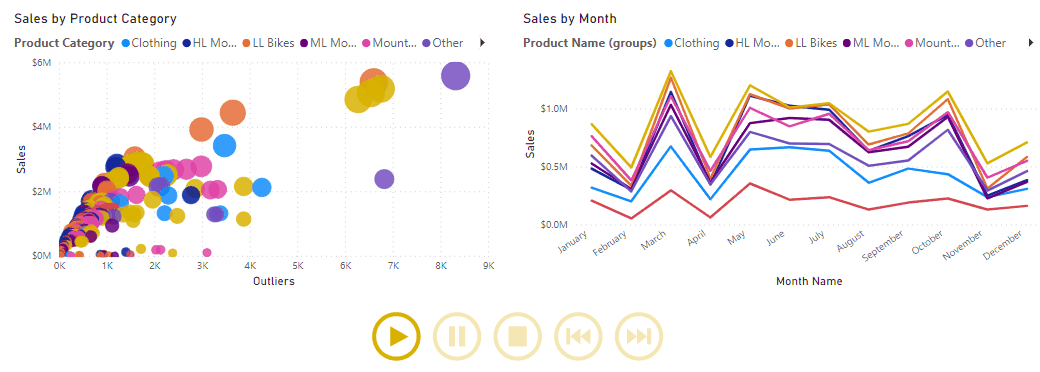 Sales by Product Category
Product Category Clothing HL Mo... LL Bikes ML Mo... Mount... Other
Sales
$6M
$4M
$2M
$0M
0K 1K 2K 3K 4K 5K 6K 7K 8K 9K
Outliers
Sales by Month
Product Name (groups) Clothing HL Mo... LL Bikes ML Mo... Mount... Other
Sales
$1.0M
$0.5M
$0.0M
January February March April May June July August September October November December
Month Name